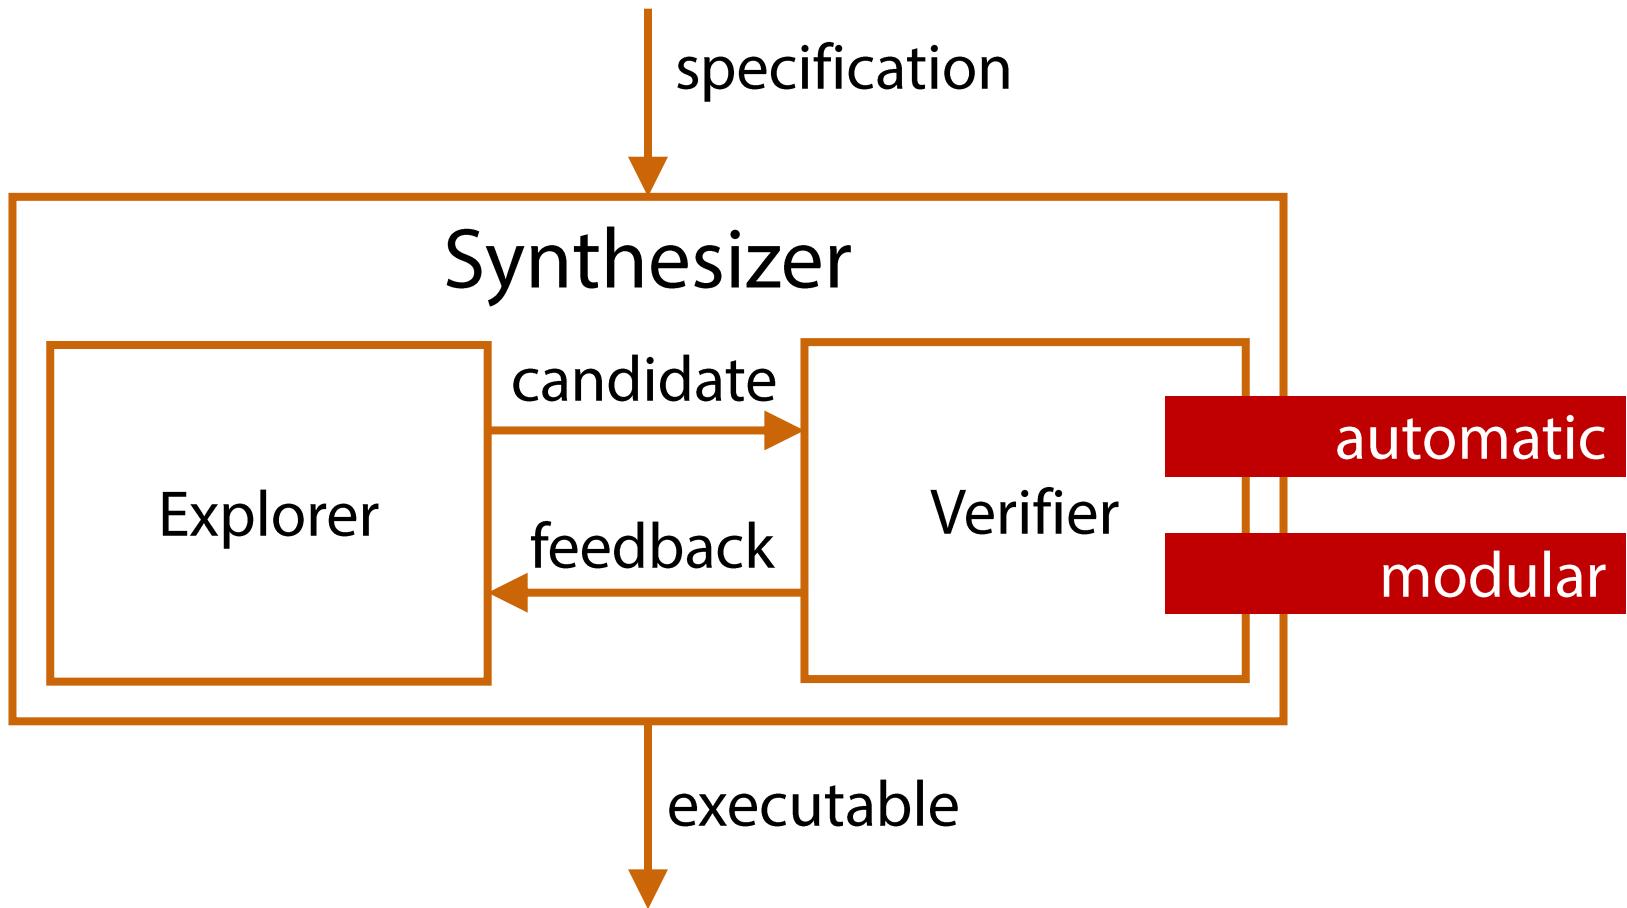 specification
Synthesizer
candidate
automatic
Explorer
Verifier
feedback
modular
executable